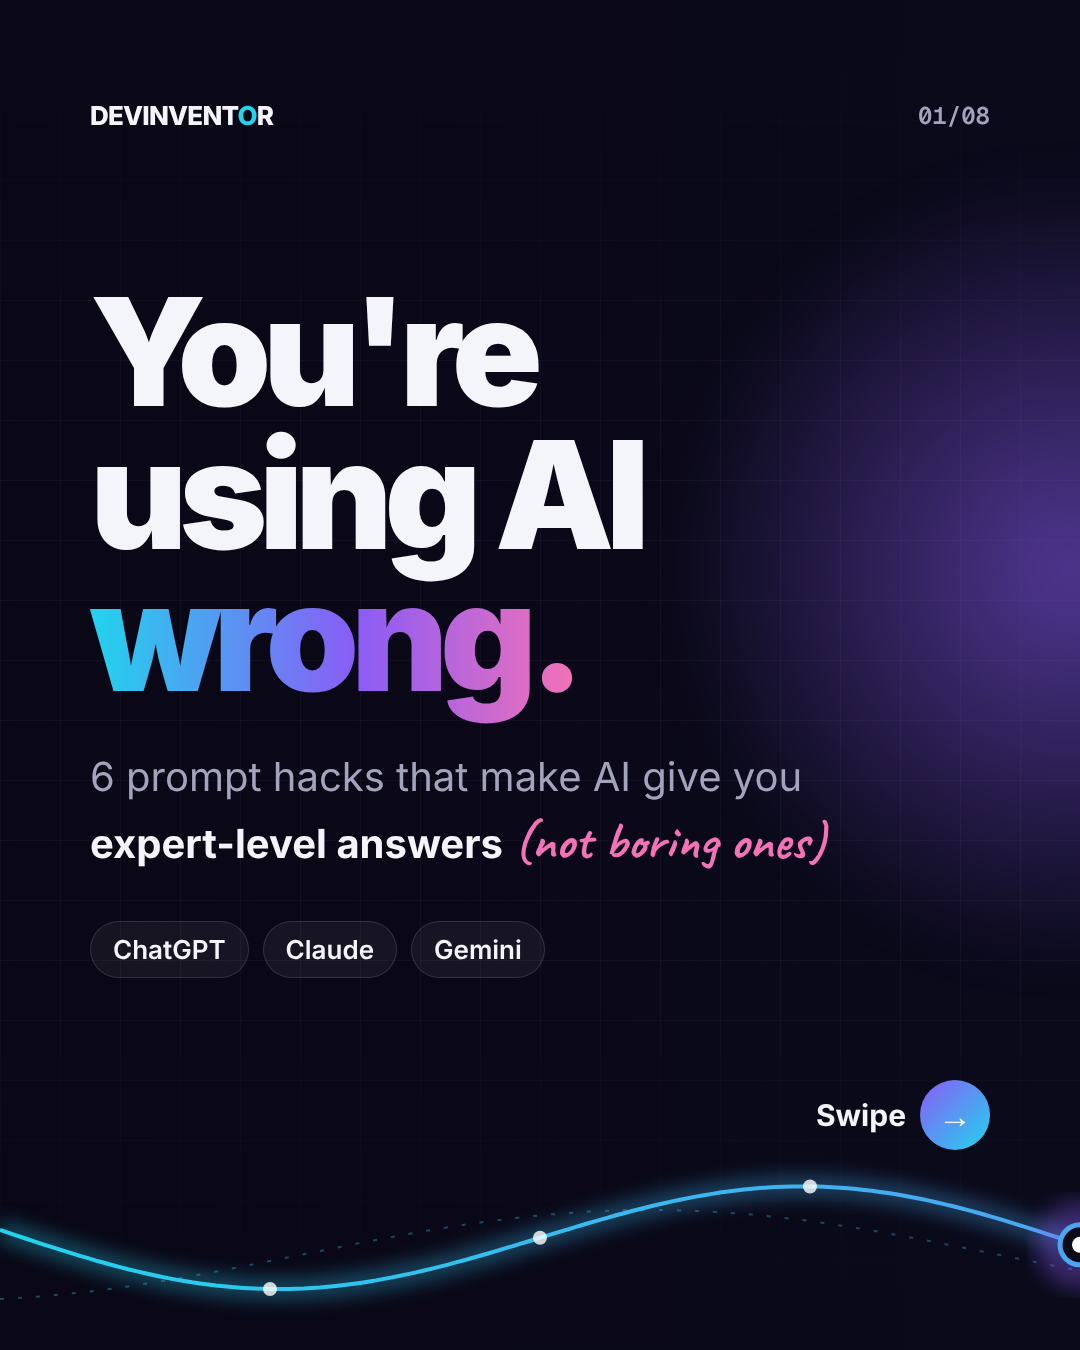 DEVINVENTOR
01/08
You're
using AI
wrong.
6 prompt hacks that make AI give you
expert-level answers (not boring ones)
ChatGPT Claude Gemini
Swipe →